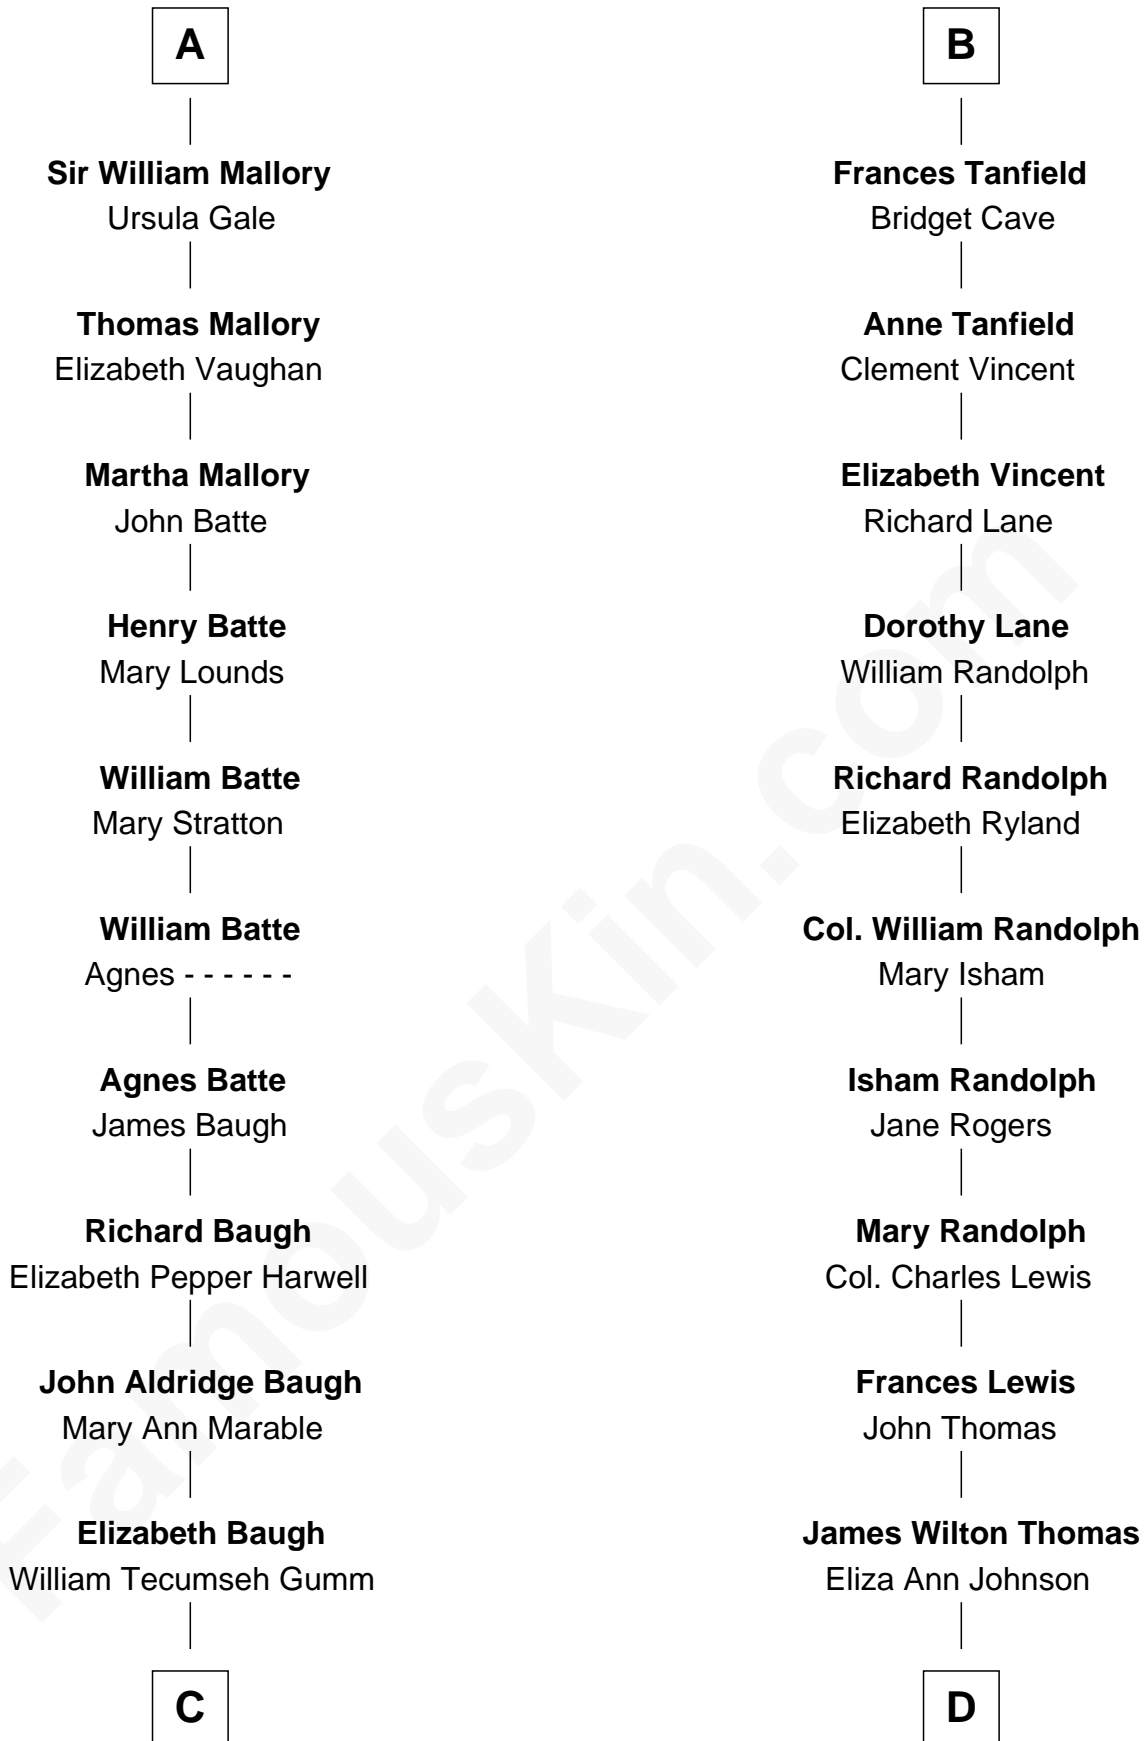 A
Sir William Mallory
Ursula Gale
Thomas Mallory
Elizabeth Vaughan
Martha Mallory
John Batte
Henry Batte
Mary Lounds
William Batte
Mary Stratton
William Batte
Agnes - - - - - -
Agnes Batte
James Baugh
Richard Baugh
Elizabeth Pepper Harwell
John Aldridge Baugh
Mary Ann Marable
Elizabeth Baugh
William Tecumseh Gumm
C
B
Frances Tanfield
Bridget Cave
Anne Tanfield
Clement Vincent
Elizabeth Vincent
Richard Lane
Dorothy Lane
William Randolph
Richard Randolph
Elizabeth Ryland
Col. William Randolph
Mary Isham
Isham Randolph
Jane Rogers
Mary Randolph
Col. Charles Lewis
Frances Lewis
John Thomas
James Wilton Thomas
Eliza Ann Johnson
D
FamousKin.com